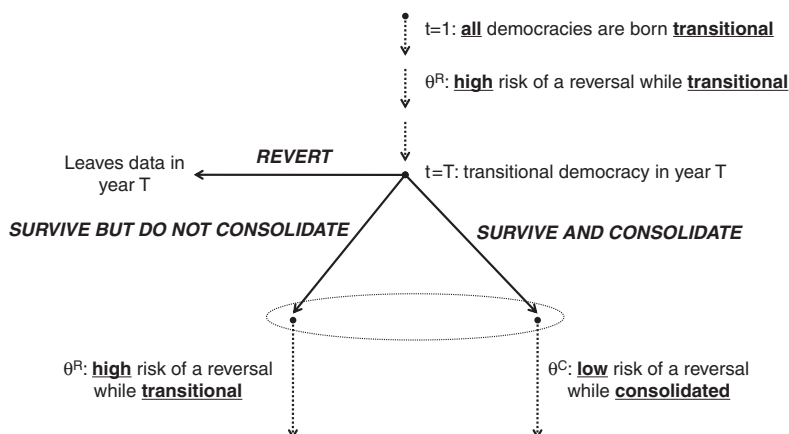 t=1: all democracies are born transitional
θᴿ: high risk of a reversal while transitional
REVERT
Leaves data in
year T
t=T: transitional democracy in year T
SURVIVE BUT DO NOT CONSOLIDATE
SURVIVE AND CONSOLIDATE
θᴿ: high risk of a reversal
while transitional
θᶜ: low risk of a reversal
while consolidated